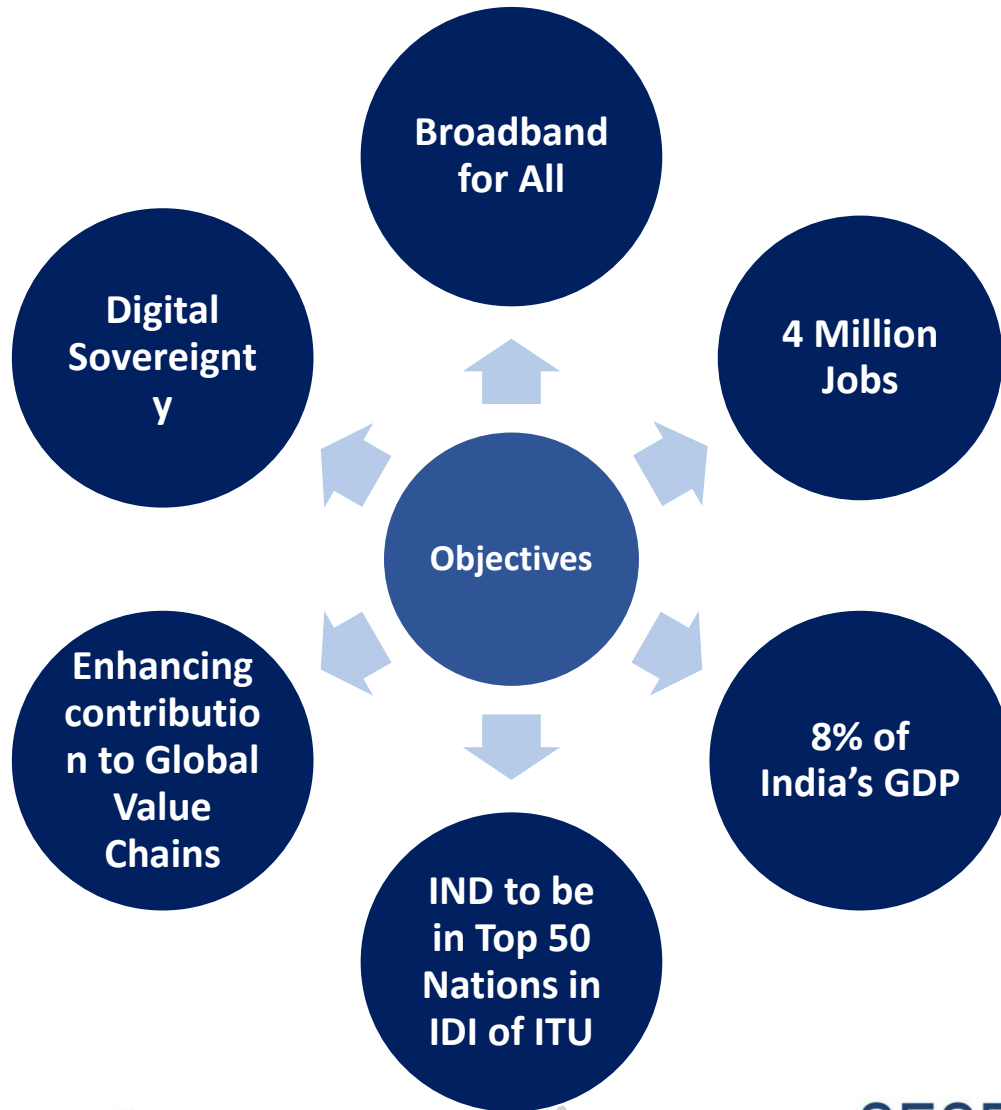 Broadband
for All
Digital
Sovereignt
y
4 Million
Jobs
Objectives
Enhancing
contributio
n to Global
Value
Chains
8% of
India's GDP
IND to be
in Top 50
Nations in
IDI of ITU